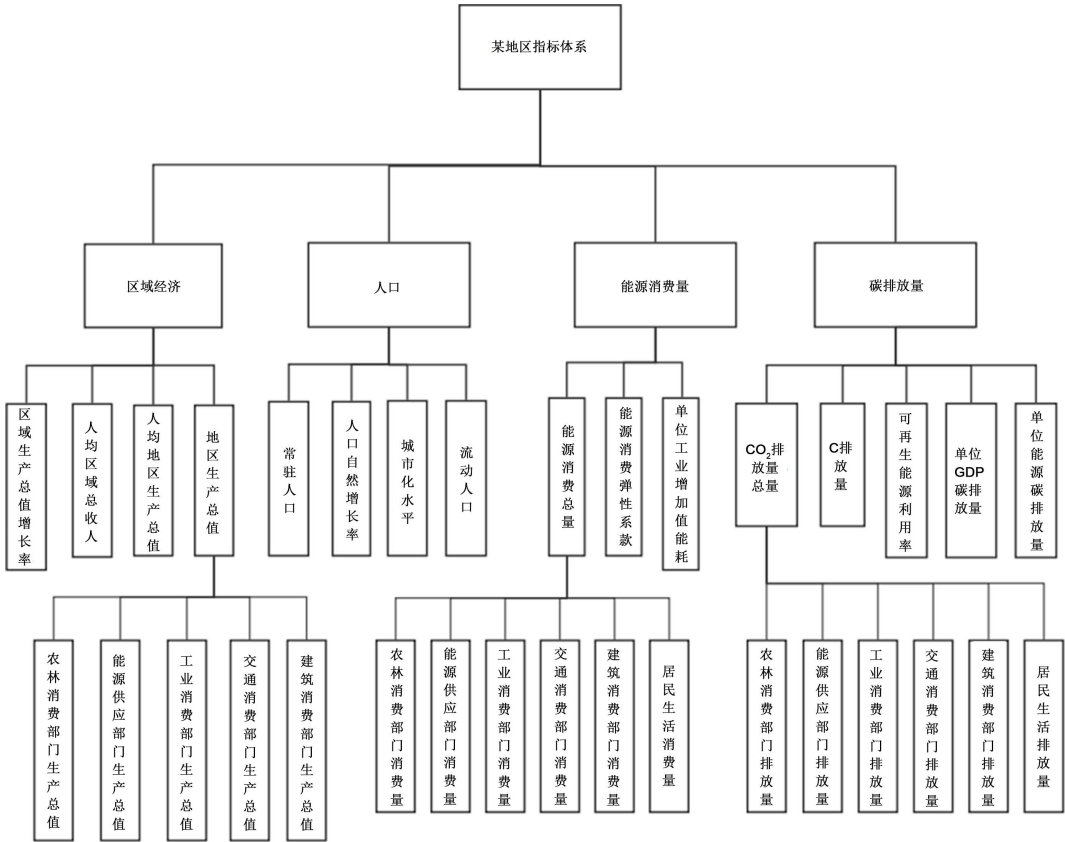 某地区指标体系
区域经济
人口
能源消费量
碳排放量
区域生产总值增长率
人均区域总收人
人均地区生产总值
地区生产总值
常驻人口
人口自然增长率
城市化水平
流动人口
能源消费总量
能源消费弹性系款
单位工业增加值能耗
CO₂排
放量
总量
C排
放
量
可再生能源利用率
单位
GDP
碳排
放量
单位能源碳排放量
农林消费部门生产总值
能源供应部门生产总值
工业消费部门生产总值
交通消费部门生产总值
建筑消费部门生产总值
农林消费部门消费量
能源供应部门消费量
工业消费部门消费量
交通消费部门消费量
建筑消费部门消费量
居民生活消费量
农林消费部门排放量
能源供应部门排放量
工业消费部门排放量
交通消费部门排放量
建筑消费部门排放量
居民生活排放量